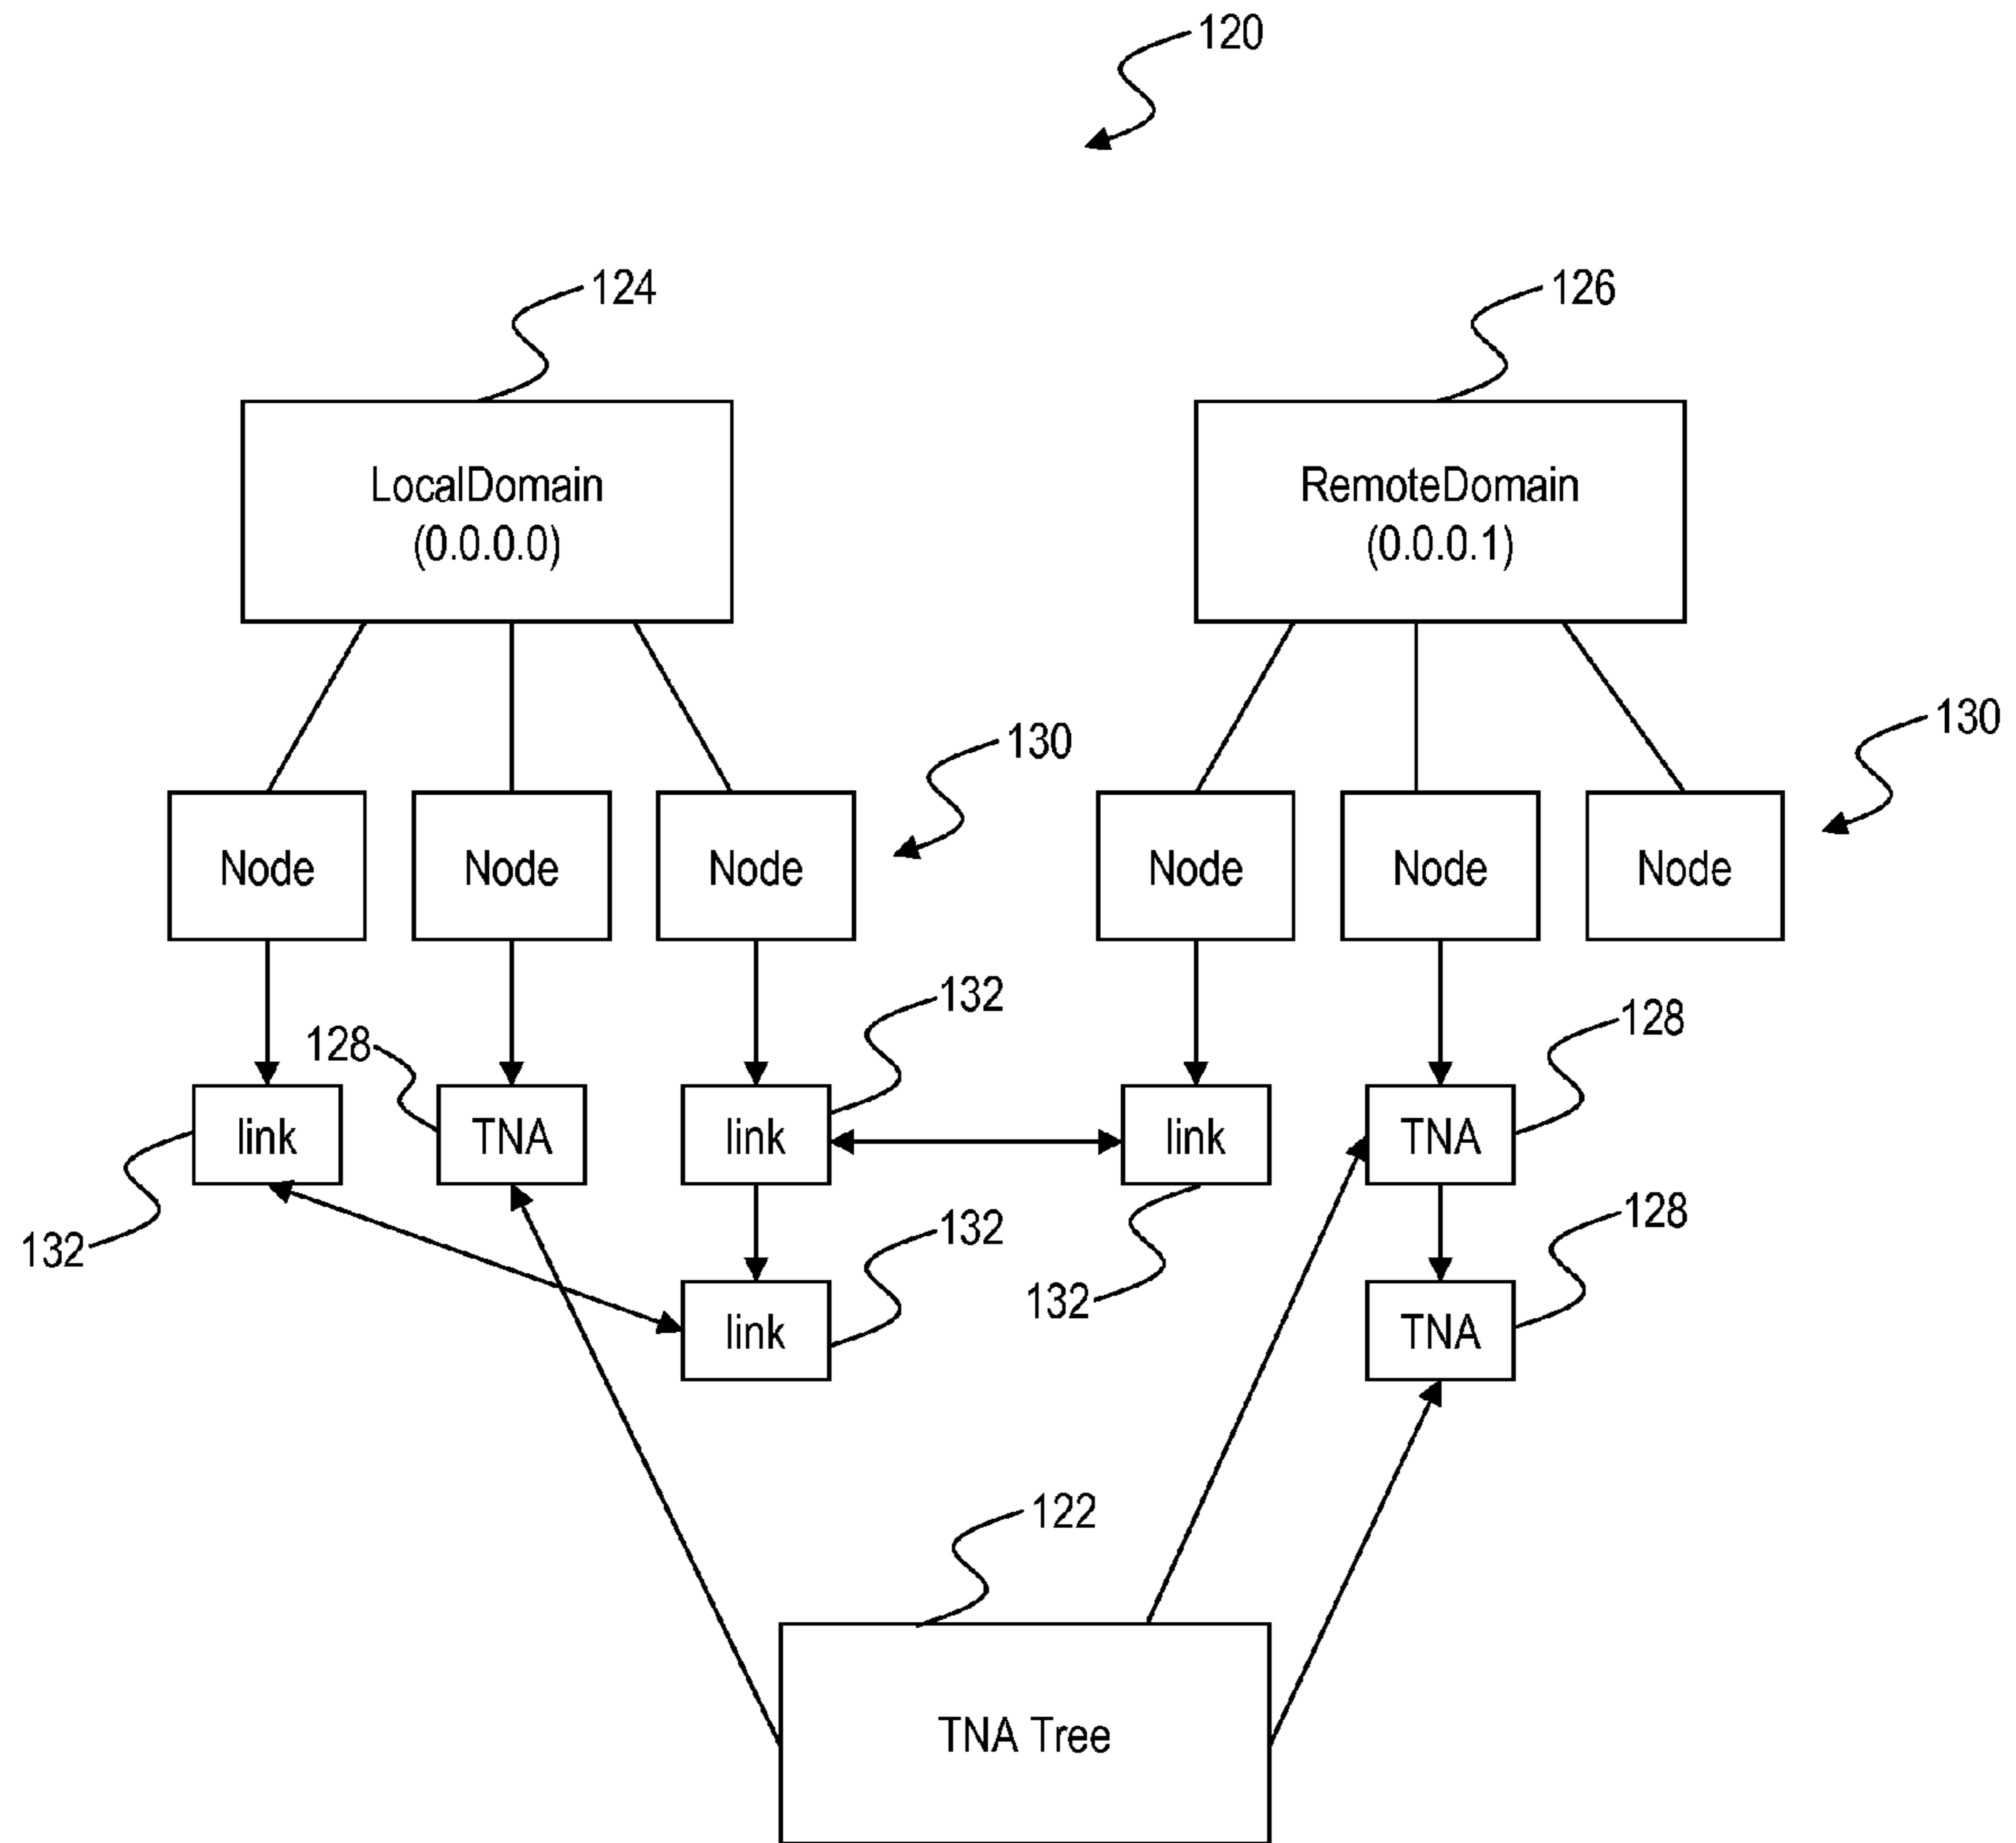 120
124
126
LocalDomain
(0.0.0.0)
RemoteDomain
(0.0.0.1)
130
130
Node
Node
Node
Node
Node
Node
132
128
128
link
TNA
link
link
TNA
132
132
128
132
link
TNA
122
TNA Tree